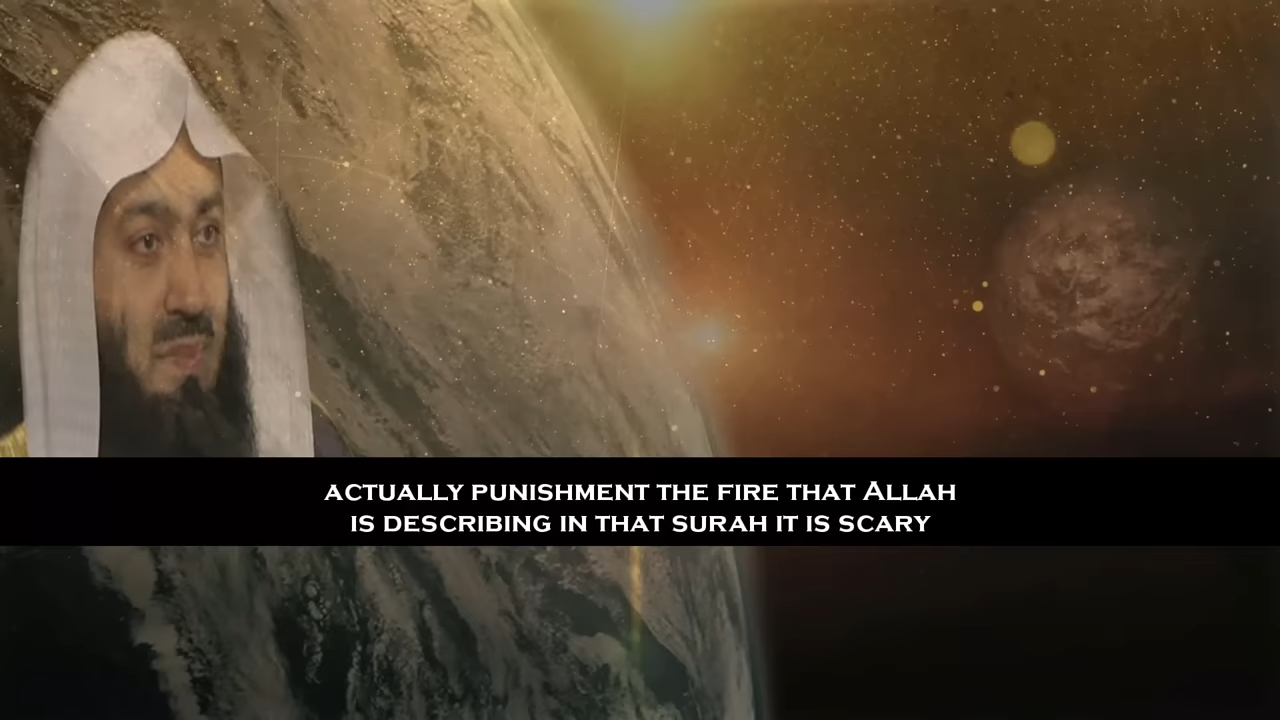 ACTUALLY PUNISHMENT THE FIRE THAT ALLAH
IS DESCRIBING IN THAT SURAH IT IS SCARY